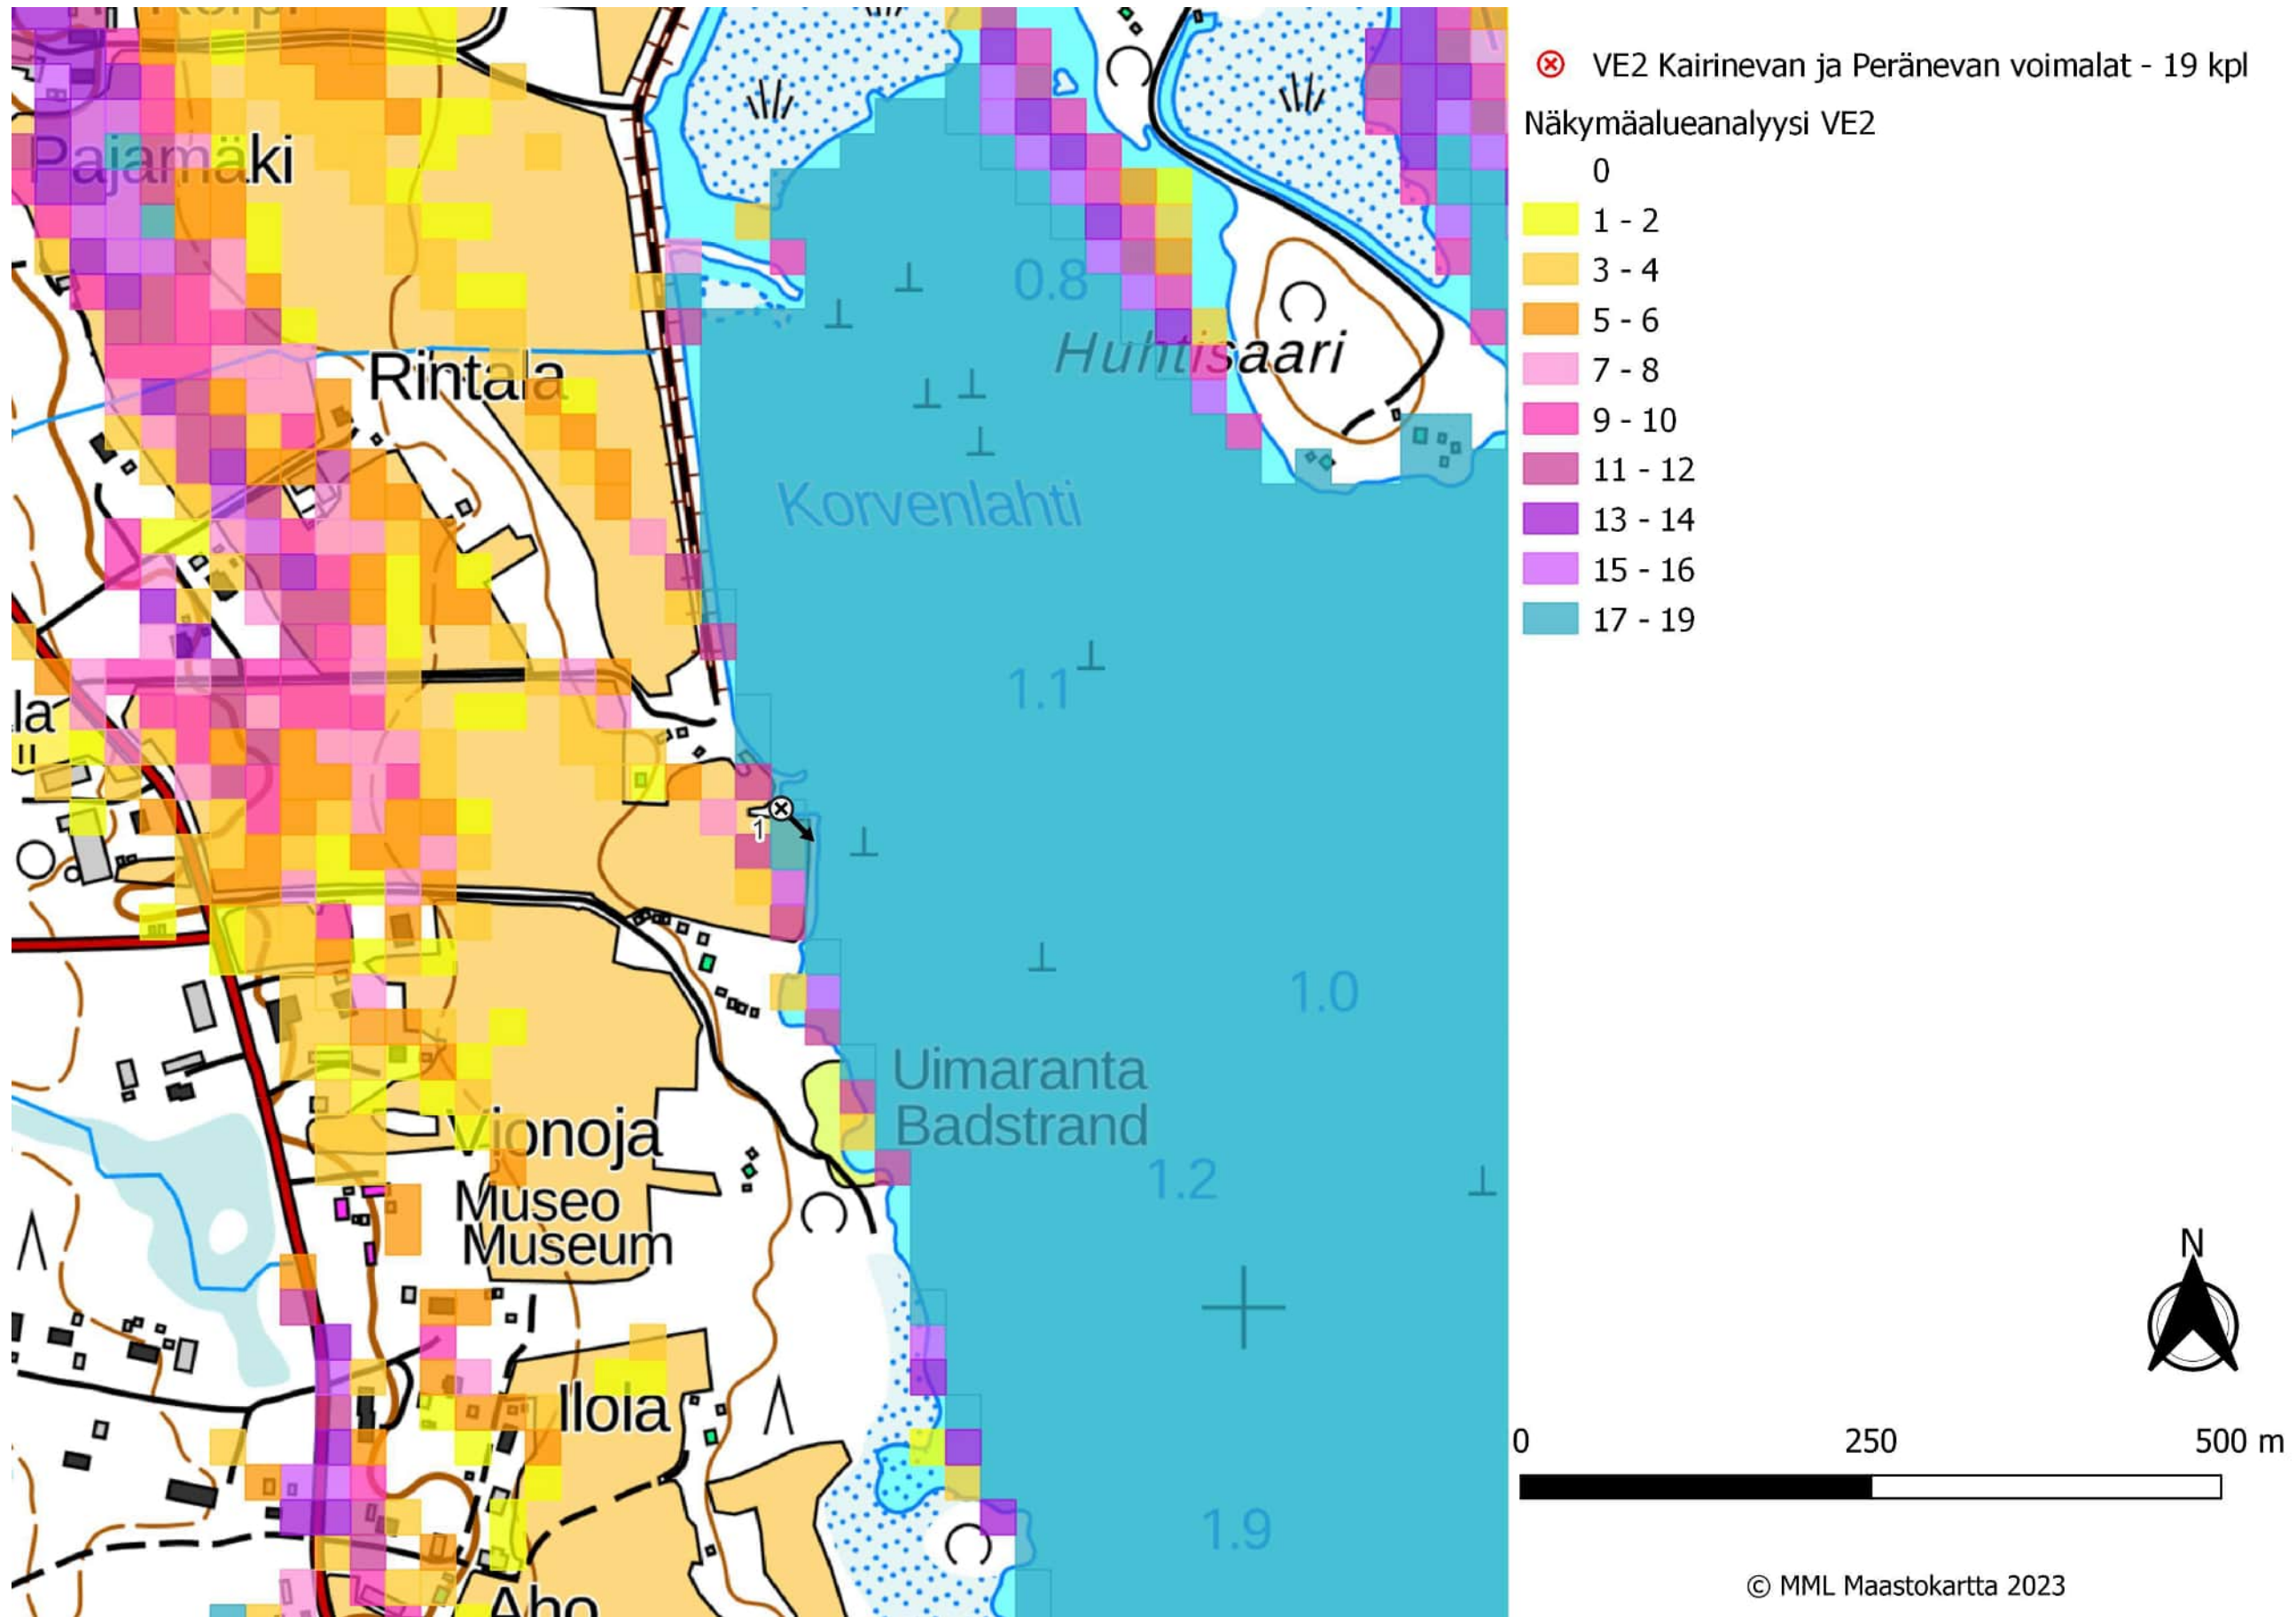 Korpi
VE2 Kairinevan ja Peränevan voimalat - 19 kpl
Näkymäalueanalyysi VE2
0
1 - 2
3 - 4
5 - 6
7 - 8
9 - 10
11 - 12
13 - 14
15 - 16
17 - 19
Pajamäki
0.8
Huhtisaari
Rintala
Korvenlahti
1.1
la
II
1
1.0
Uimaranta
Badstrand
Vionoja
1.2
Museo
Museum
N
Iloia
0 250 500 m
1.9
© MML Maastokartta 2023
Aho